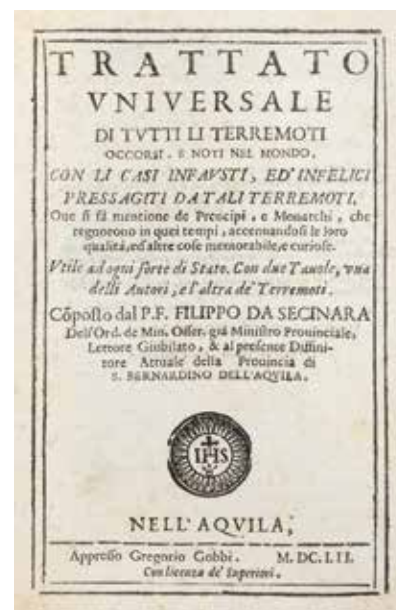 TRATTATO
VNIVERSALE
DI TVTTI LI TERREMOTI
OCCORSI, E NOTI NEL MONDO,
CON LI CASI INFAVSTI, ED'INFELICI
PRESSAGITI DA TALI TERREMOTI,
Oue si fà mentione de Prencipi, e Monarchi, che
regnorono in quei tempi, accennandosi le loro
qualità, ed altre cose memorabile, e curiose.
Vtile ad ogni sorte di Stato. Con due Tauole, vna
delli Autori, e l'altra de' Terremoti.
Cõposto dal P.F. FILIPPO DA SECINARA
Dell'Ord. de Min. Osser. già Ministro Prouinciale,
Lettore Giubilato, & al presente Diffini-
tore Attuale della Prouincia di
S. BERNARDINO DELL'AQVILA.
IHS
NELL'AQVILA,
Appresso Gregorio Gobbi. M. DC. LII.
Con licenza de' Superiori.